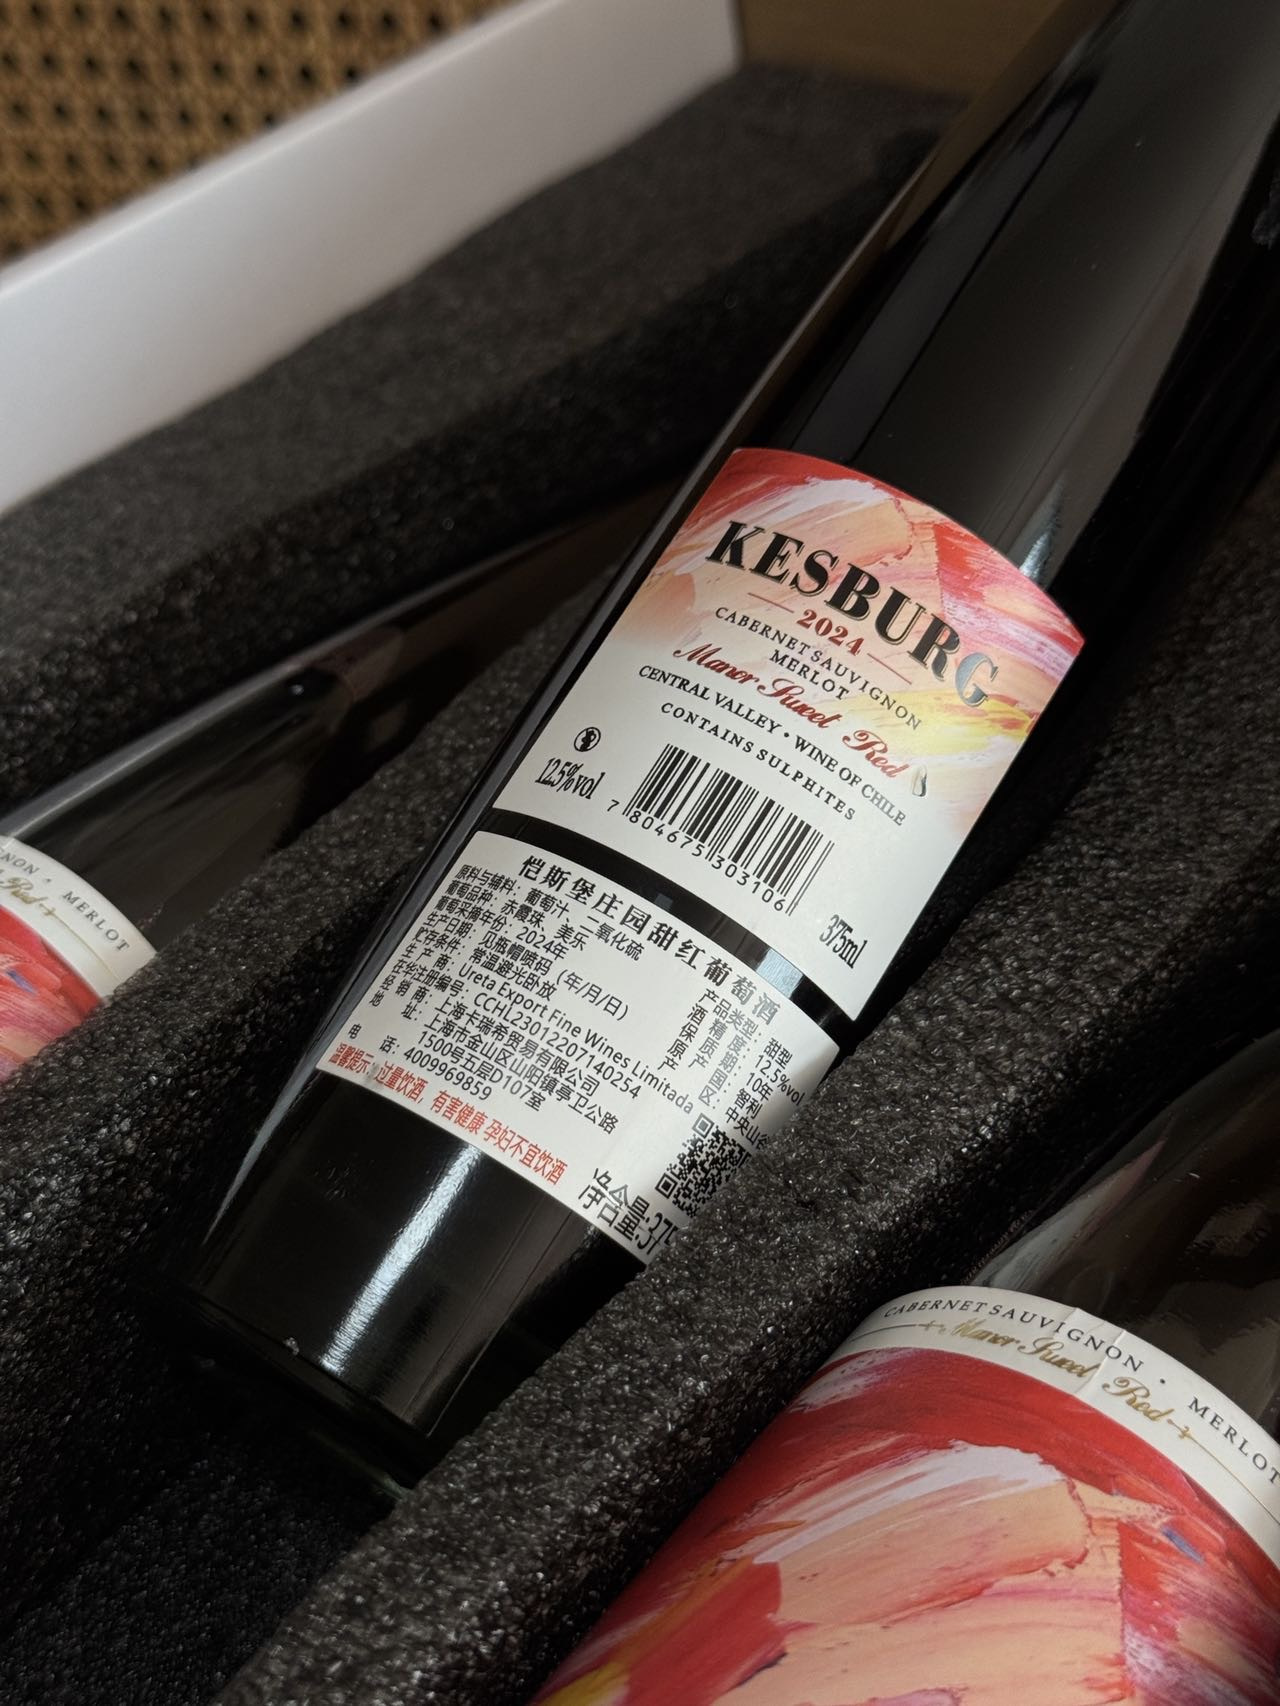 KESBURG
2024
CABERNET SAUVIGNON
MERLOT
Manor Sweet Red
CENTRAL VALLEY • WINE OF CHILE
CONTAINS SULPHITES
12.5%vol
7 804675 303106
375ml
恺斯堡庄园甜红葡萄酒
原料与辅料：葡萄汁、二氧化硫
葡萄品种：赤霞珠、美乐
葡萄采摘年份：2024年
生产日期：见瓶帽喷码（年/月/日）
贮存条件：常温避光卧放
生产商：Ureta Export Fine Wines Limitada
在华注册编号：CCHL23012207140254
经销商：上海卡瑞希贸易有限公司
地址：上海市金山区山阳镇亭卫公路
1500号五层D107室
电话：4009969859
温馨提示：过量饮酒，有害健康 孕妇不宜饮酒
产品类型：甜型
酒精度：12.5%vol
保质期：10年
原产国：智利
产区：中央山谷
净含量:375
NON • MERLOT
Red
CABERNET SAUVIGNON • MERLOT
Manor Sweet Red